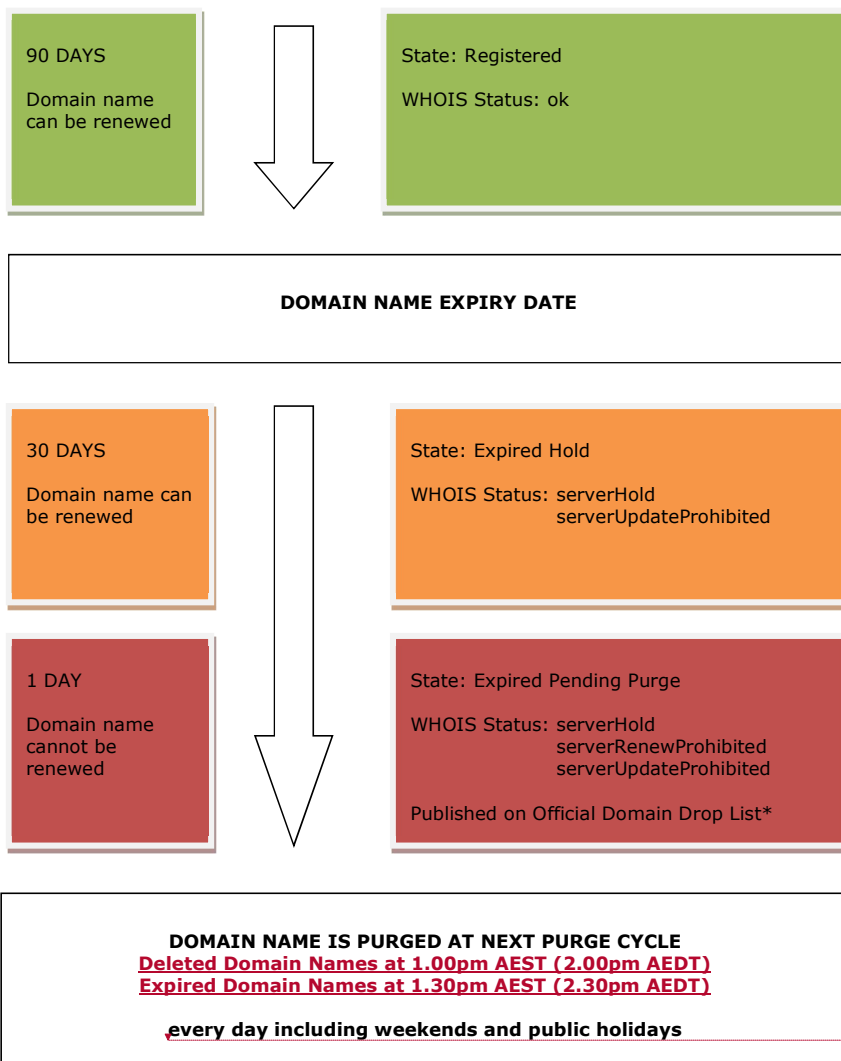 90 DAYS
Domain name
can be renewed
State: Registered
WHOIS Status: ok
DOMAIN NAME EXPIRY DATE
30 DAYS
Domain name can
be renewed
State: Expired Hold
WHOIS Status: serverHold
serverUpdateProhibited
1 DAY
Domain name
cannot be
renewed
State: Expired Pending Purge
WHOIS Status: serverHold
serverRenewProhibited
serverUpdateProhibited
Published on Official Domain Drop List*
DOMAIN NAME IS PURGED AT NEXT PURGE CYCLE
Deleted Domain Names at 1.00pm AEST (2.00pm AEDT)
Expired Domain Names at 1.30pm AEST (2.30pm AEDT)
every day including weekends and public holidays